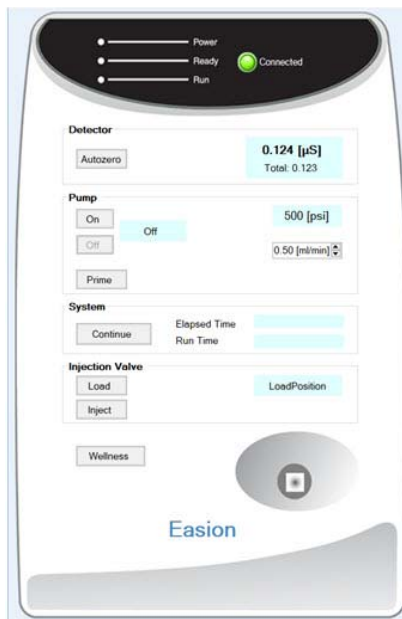 Power
Ready
Connected
Run
Detector
Autozero
0.124 [µS]
Total: 0.123
Pump
On
Off
500 [psi]
Off
0.50 [ml/min]
Prime
System
Continue
Elapsed Time
Run Time
Injection Valve
Load
LoadPosition
Inject
Wellness
Easion